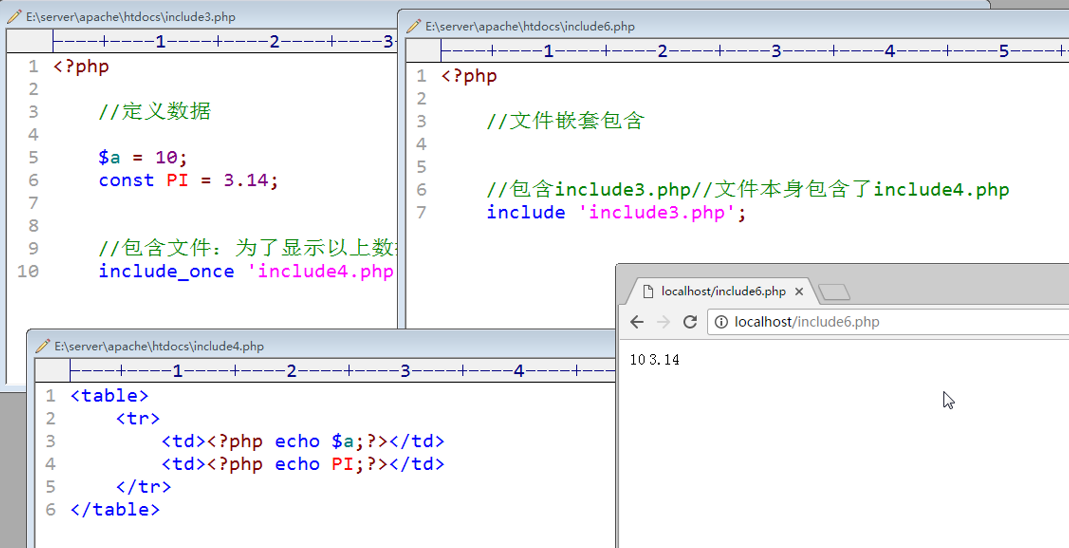 E:\server\apache\htdocs\include3.php
----+----1----+----2----+----3
1 <?php
2
3 //定义数据
4
5 $a = 10;
6 const PI = 3.14;
7
8
9 //包含文件：为了显示以上数
10 include_once 'include4.php
E:\server\apache\htdocs\include6.php
----+----1----+----2----+----3----+----4----+----5----+
1 <?php
2
3 //文件嵌套包含
4
5
6 //包含include3.php//文件本身包含了include4.php
7 include 'include3.php';
E:\server\apache\htdocs\include4.php
----+----1----+----2----+----3----+----4----+
1 <table>
2 <tr>
3 <td><?php echo $a;?></td>
4 <td><?php echo PI;?></td>
5 </tr>
6 </table>
localhost/include6.php
localhost/include6.php
10 3.14